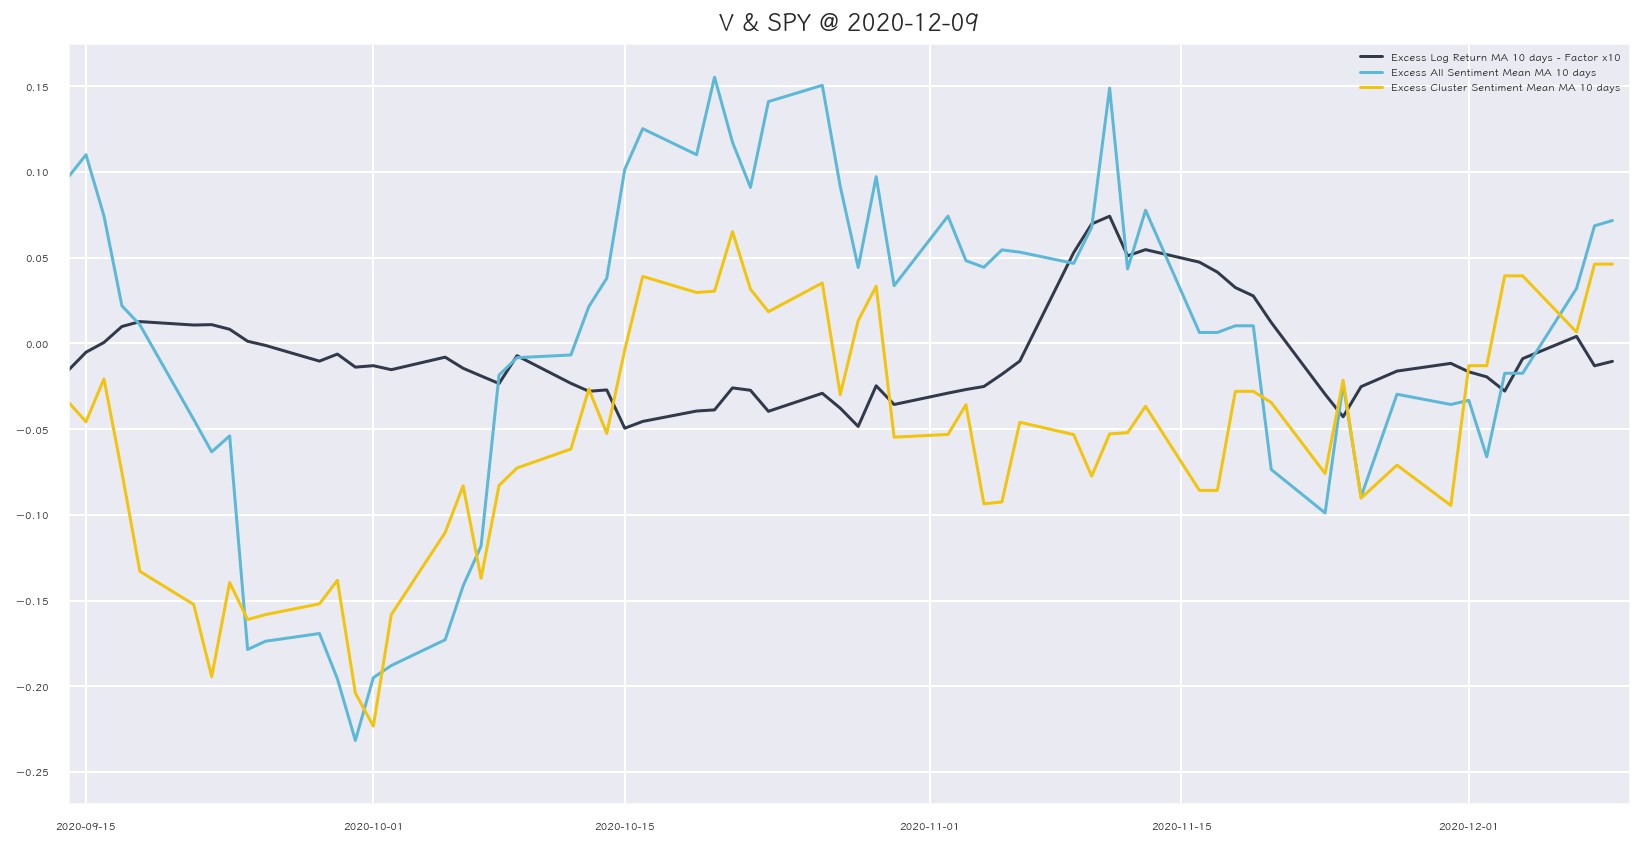 V & SPY @ 2020-12-09
Excess Log Return MA 10 days - Factor x10
Excess All Sentiment Mean MA 10 days
Excess Cluster Sentiment Mean MA 10 days
0.15
0.10
0.05
0.00
−0.05
−0.10
−0.15
−0.20
−0.25
2020-09-15 2020-10-01 2020-10-15 2020-11-01 2020-11-15 2020-12-01